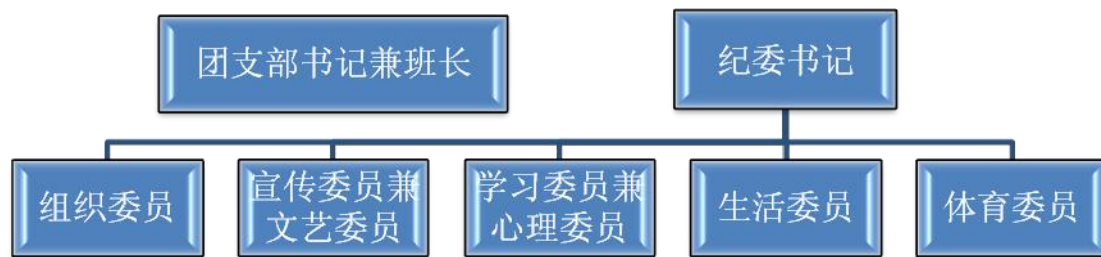 团支部书记兼班长
纪委书记
组织委员
宣传委员兼
文艺委员
学习委员兼
心理委员
生活委员
体育委员